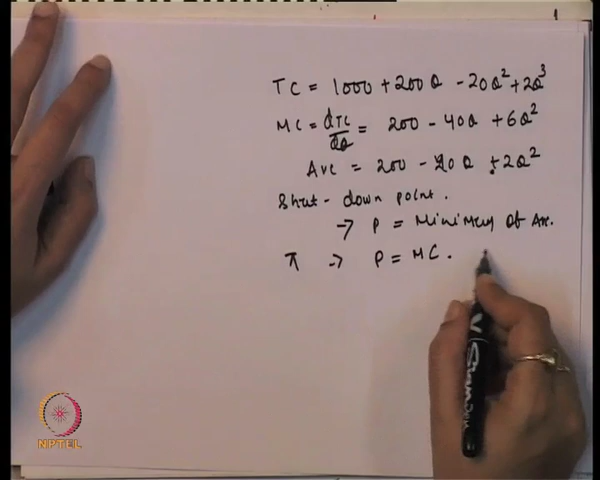 TC = 1000 + 200Q - 20Q² + 2Q³
MC = dTC/dQ = 200 - 40Q + 6Q²
AVC = 200 - 20Q + 2Q²
Shut-down point.
→ P = Minimum of AVC.
π → P = MC.
NPTEL